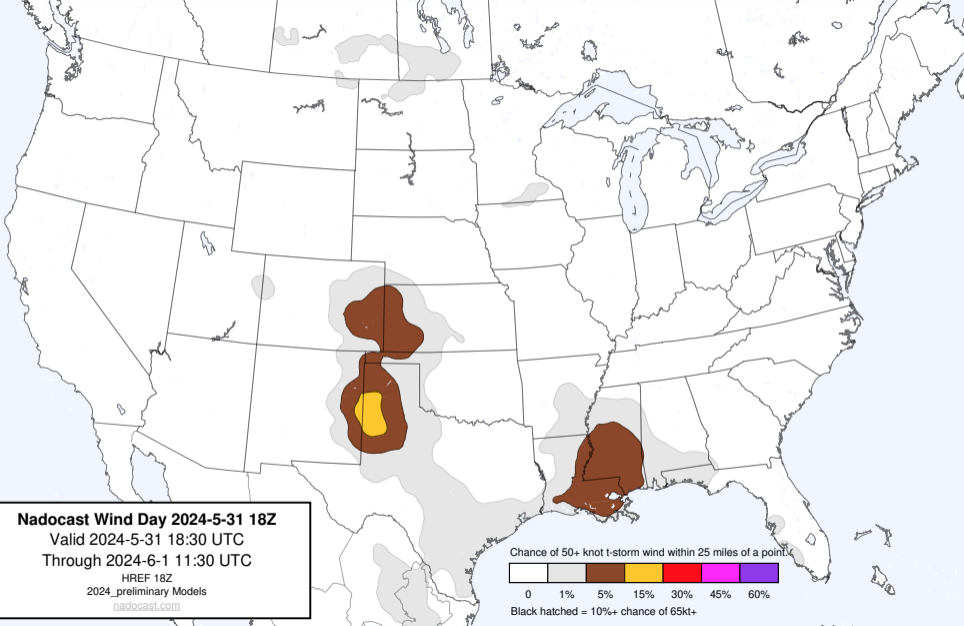 Nadocast Wind Day 2024-5-31 18Z
Valid 2024-5-31 18:30 UTC
Through 2024-6-1 11:30 UTC
HREF 18Z
2024_preliminary Models
nadocast.com
Chance of 50+ knot t-storm wind within 25 miles of a point.
0 1% 5% 15% 30% 45% 60%
Black hatched = 10%+ chance of 65kt+